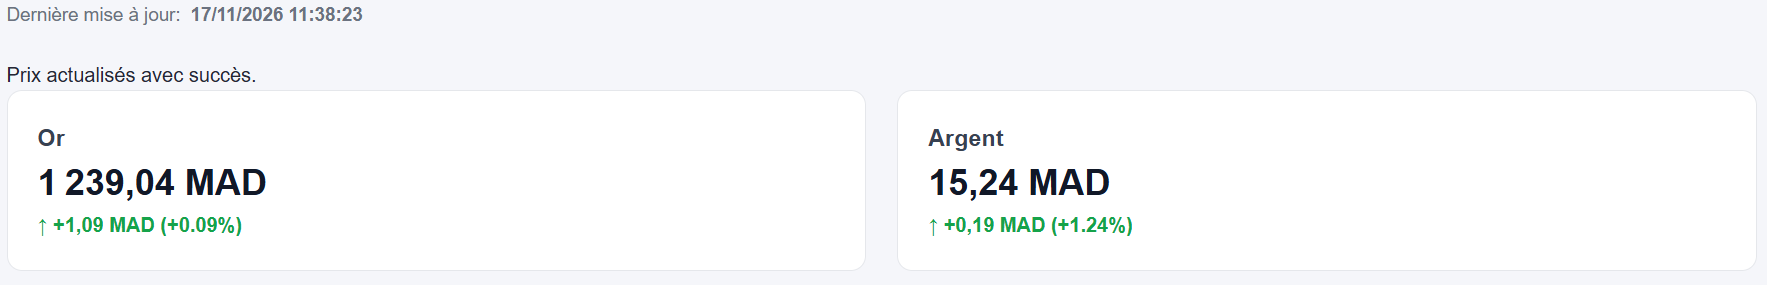 Dernière mise à jour: 17/11/2026 11:38:23
Prix actualisés avec succès.
Or
1 239,04 MAD
↑ +1,09 MAD (+0.09%)
Argent
15,24 MAD
↑ +0,19 MAD (+1.24%)